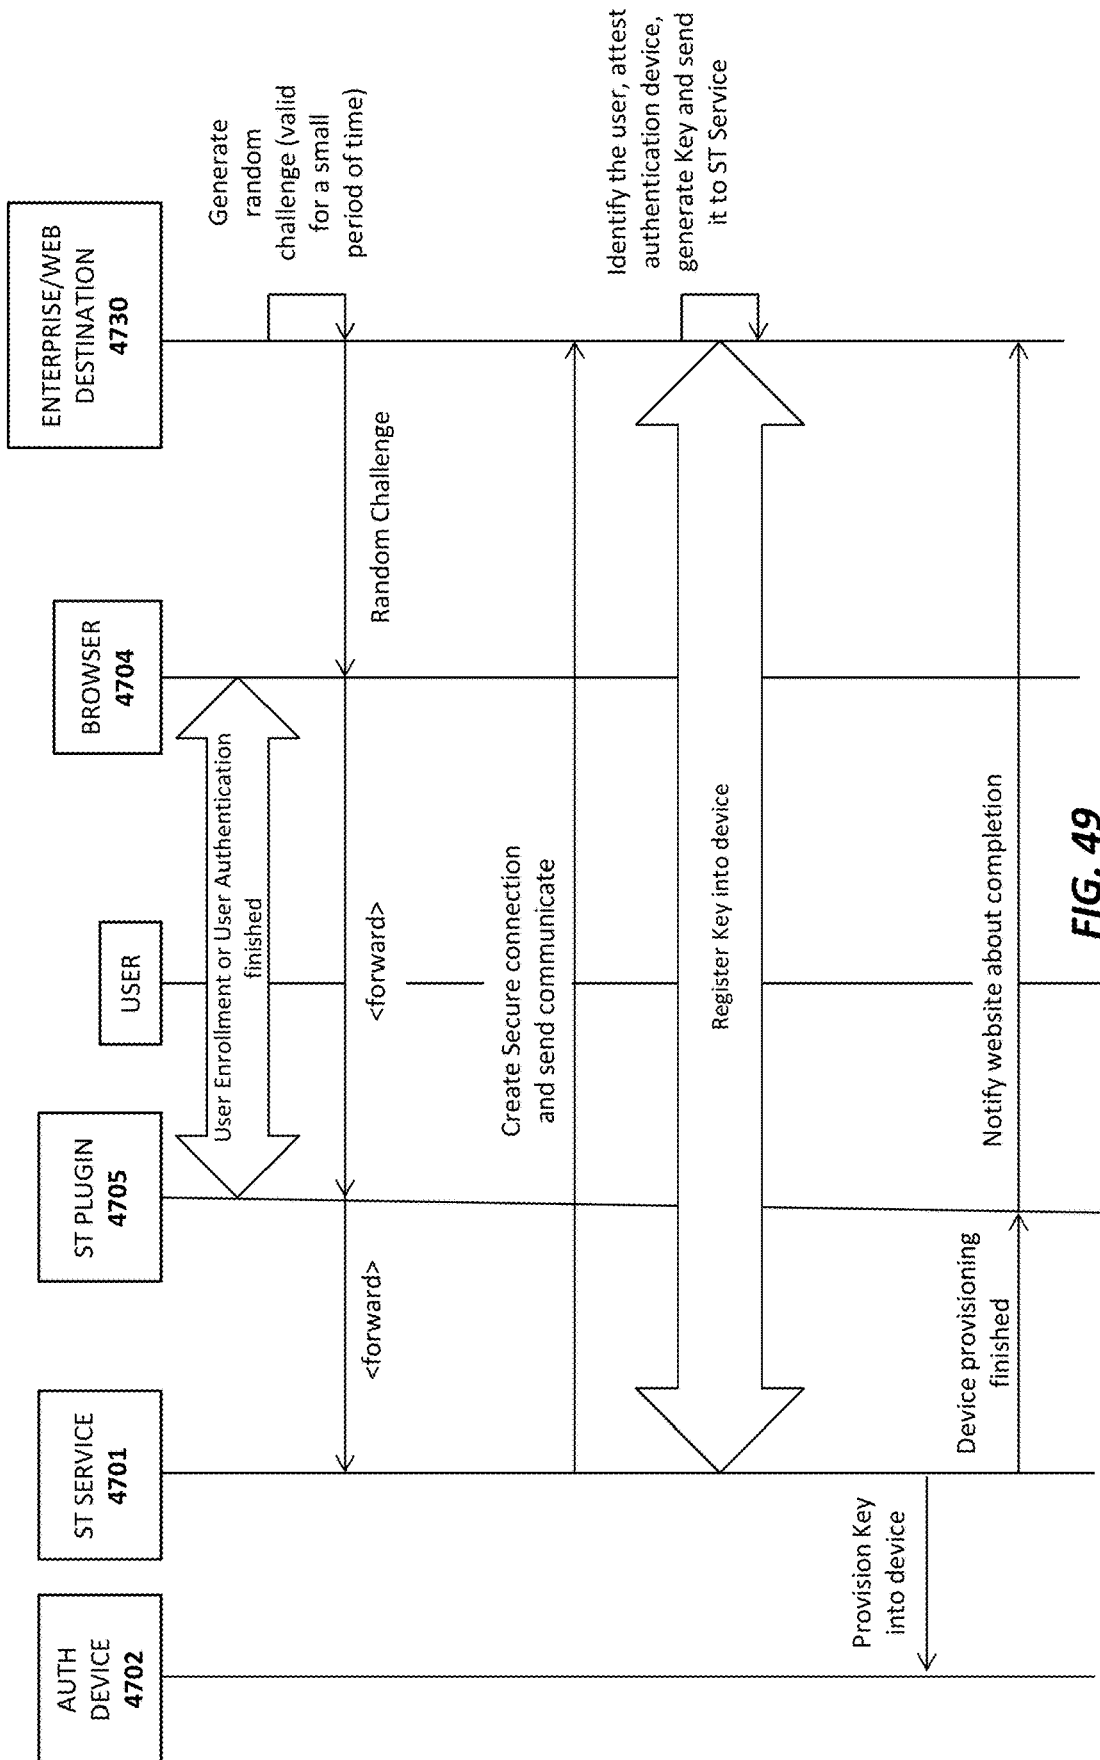 AUTH
DEVICE
4702
ST SERVICE
4701
ST PLUGIN
4705
USER
BROWSER
4704
ENTERPRISE/WEB
DESTINATION
4730
User Enrollment or User Authentication
finished
Generate
random
challenge (valid
for a small
period of time)
Random Challenge
<forward>
<forward>
Create Secure connection
and send communicate
Identify the user, attest
authentication device,
generate Key and send
it to ST Service
Register Key into device
Provision Key
into device
Device provisioning
finished
Notify website about completion
FIG. 49